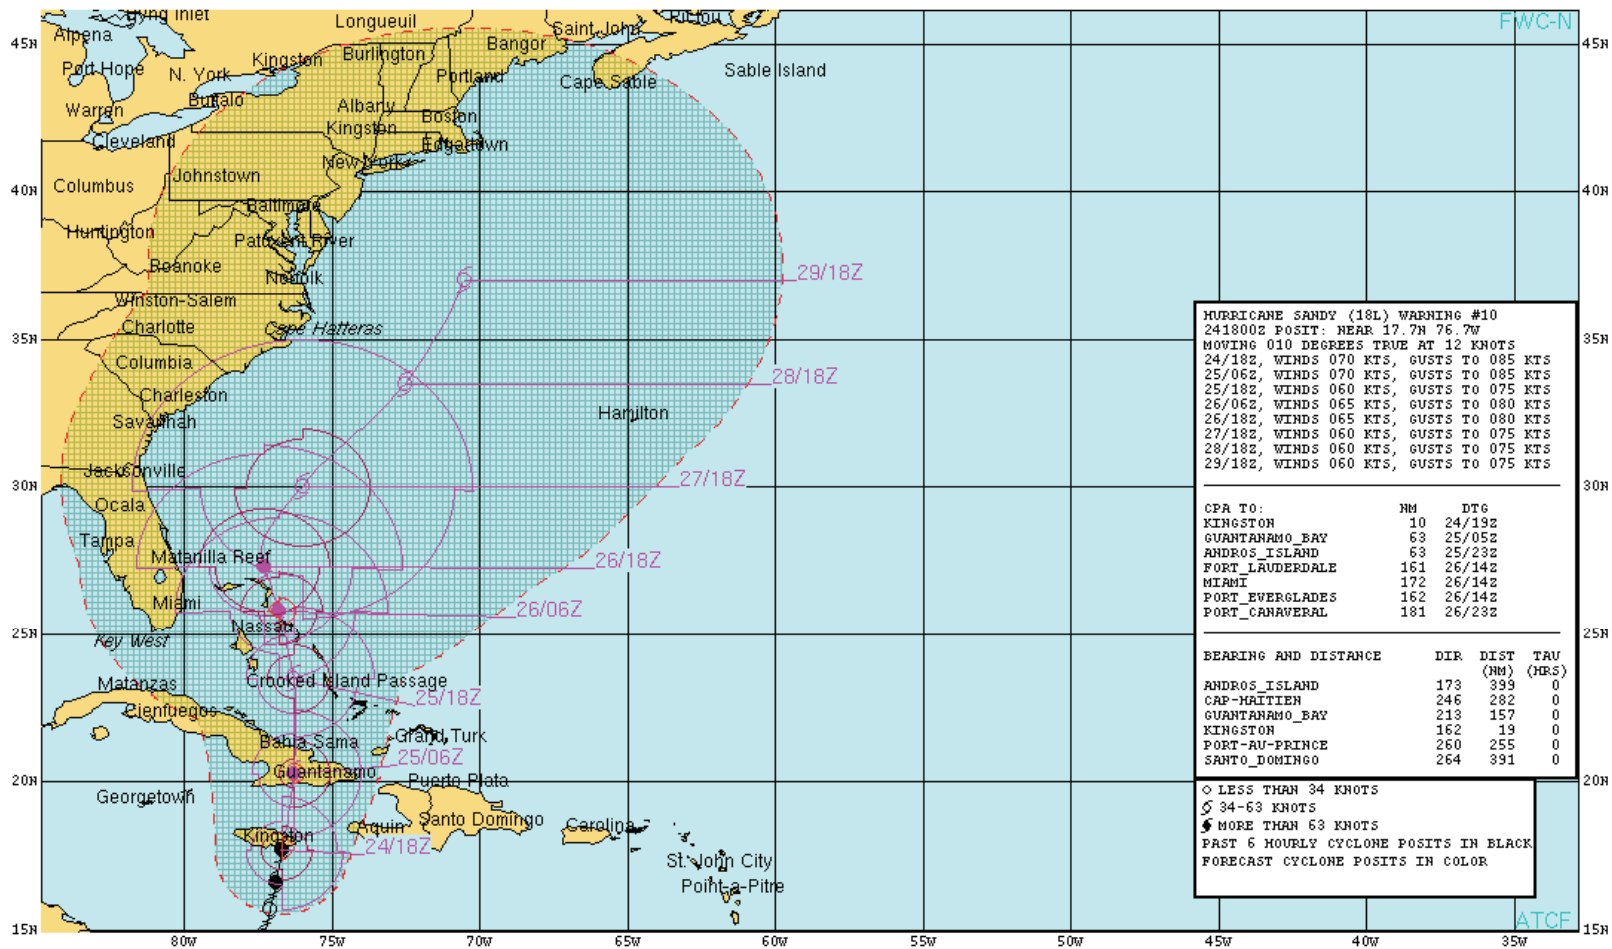 Dying Inlet
Longueuil
Saint John
Pictou
FWC-N
Alpena
45N
Burlington
Bangor
45N
Kingston
Port Hope
N. York
Portland
Cape Sable
Sable Island
Buffalo
Albany
Warren
Boston
Kingston
Cleveland
Edgartown
New York
Johnstown
Columbus
40N
40N
Baltimore
Huntington
Patuxent River
Roanoke
29/18Z
Norfolk
Winston-Salem
Charlotte
Cape Hatteras
35N
35N
Columbia
28/18Z
Charleston
Savannah
Hamilton
Jacksonville
27/18Z
30N
30N
Ocala
Tampa
Matanilla Reef
26/18Z
Miami
26/06Z
Nassau
25N
25N
Key West
Matanzas
Crooked Island Passage
25/18Z
Cienfuegos
Bahia Sama
Grand Turk
25/06Z
Guantanamo
20N
20N
Puerto Plata
Georgetown
Kingston
Aquin
Santo Domingo
Carolina
24/18Z
St. John City
Point-a-Pitre
15N
15N
80W
75W
70W
65W
60W
55W
50W
45W
40W
35W
HURRICANE SANDY (18L) WARNING #10
241800Z POSIT: NEAR 17.7N 76.7W
MOVING 010 DEGREES TRUE AT 12 KNOTS
24/18Z, WINDS 070 KTS, GUSTS TO 085 KTS
25/06Z, WINDS 070 KTS, GUSTS TO 085 KTS
25/18Z, WINDS 060 KTS, GUSTS TO 075 KTS
26/06Z, WINDS 065 KTS, GUSTS TO 080 KTS
26/18Z, WINDS 065 KTS, GUSTS TO 080 KTS
27/18Z, WINDS 060 KTS, GUSTS TO 075 KTS
28/18Z, WINDS 060 KTS, GUSTS TO 075 KTS
29/18Z, WINDS 060 KTS, GUSTS TO 075 KTS
CPA TO: NM DTG
KINGSTON 10 24/19Z
GUANTANAMO_BAY 63 25/05Z
ANDROS_ISLAND 63 25/23Z
FORT_LAUDERDALE 161 26/14Z
MIAMI 172 26/14Z
PORT_EVERGLADES 162 26/14Z
PORT_CANAVERAL 181 26/23Z
BEARING AND DISTANCE DIR DIST TAU
(NM) (HRS)
ANDROS_ISLAND 173 399 0
CAP-HAITIEN 246 282 0
GUANTANAMO_BAY 213 157 0
KINGSTON 162 19 0
PORT-AU-PRINCE 260 255 0
SANTO_DOMINGO 264 391 0
LESS THAN 34 KNOTS
34-63 KNOTS
MORE THAN 63 KNOTS
PAST 6 HOURLY CYCLONE POSITS IN BLACK
FORECAST CYCLONE POSITS IN COLOR
ATCF